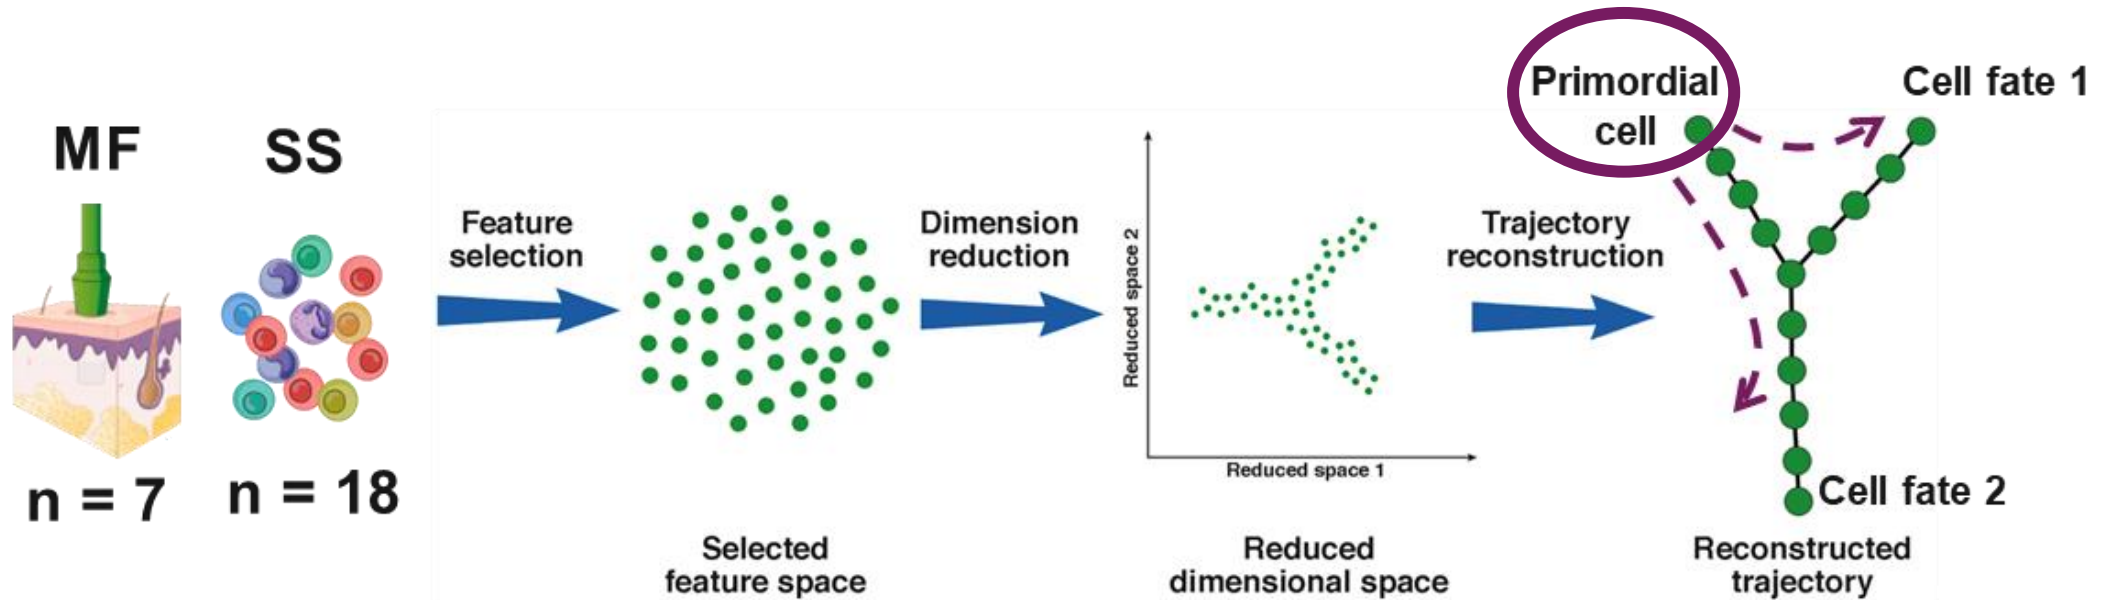 MF
n = 7
SS
n = 18
Feature
selection
Selected
feature space
Dimension
reduction
Reduced space 2
Reduced space 1
Reduced
dimensional space
Trajectory
reconstruction
Primordial
cell
Cell fate 1
Cell fate 2
Reconstructed
trajectory